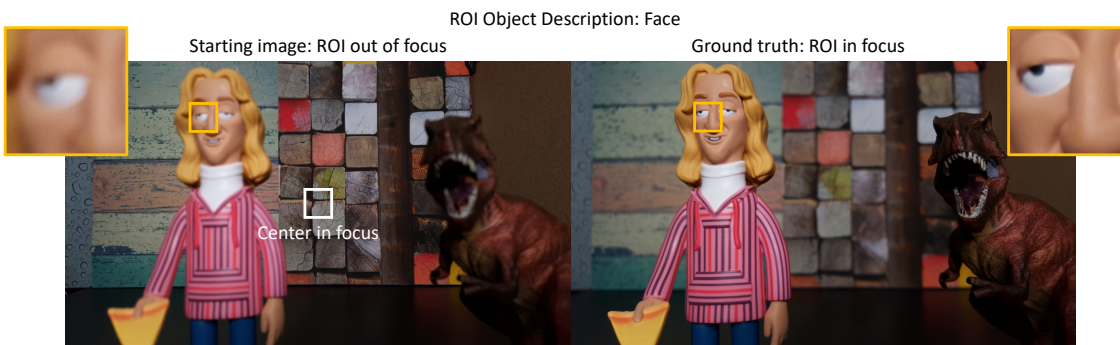 ROI Object Description: Face
Starting image: ROI out of focus
Ground truth: ROI in focus
Center in focus